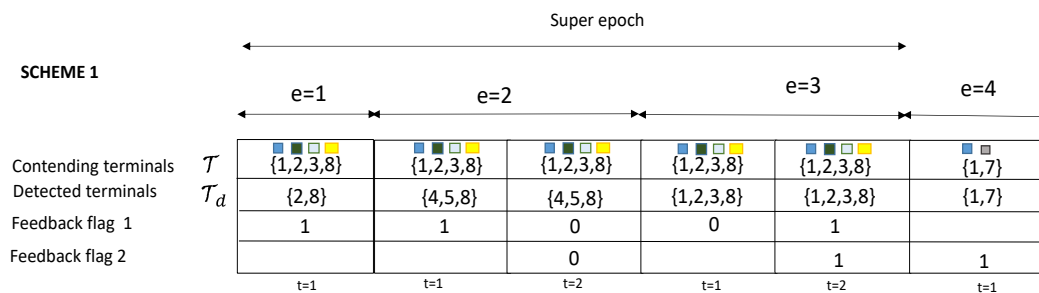 Super epoch
SCHEME 1
e=1 e=2 e=3 e=4
Contending terminals 𝒯 {1,2,3,8} {1,2,3,8} {1,2,3,8} {1,2,3,8} {1,2,3,8} {1,7}
Detected terminals 𝒯_d {2,8} {4,5,8} {4,5,8} {1,2,3,8} {1,2,3,8} {1,7}
Feedback flag 1 1 1 0 0 1
Feedback flag 2 0 1 1
t=1 t=1 t=2 t=1 t=2 t=1